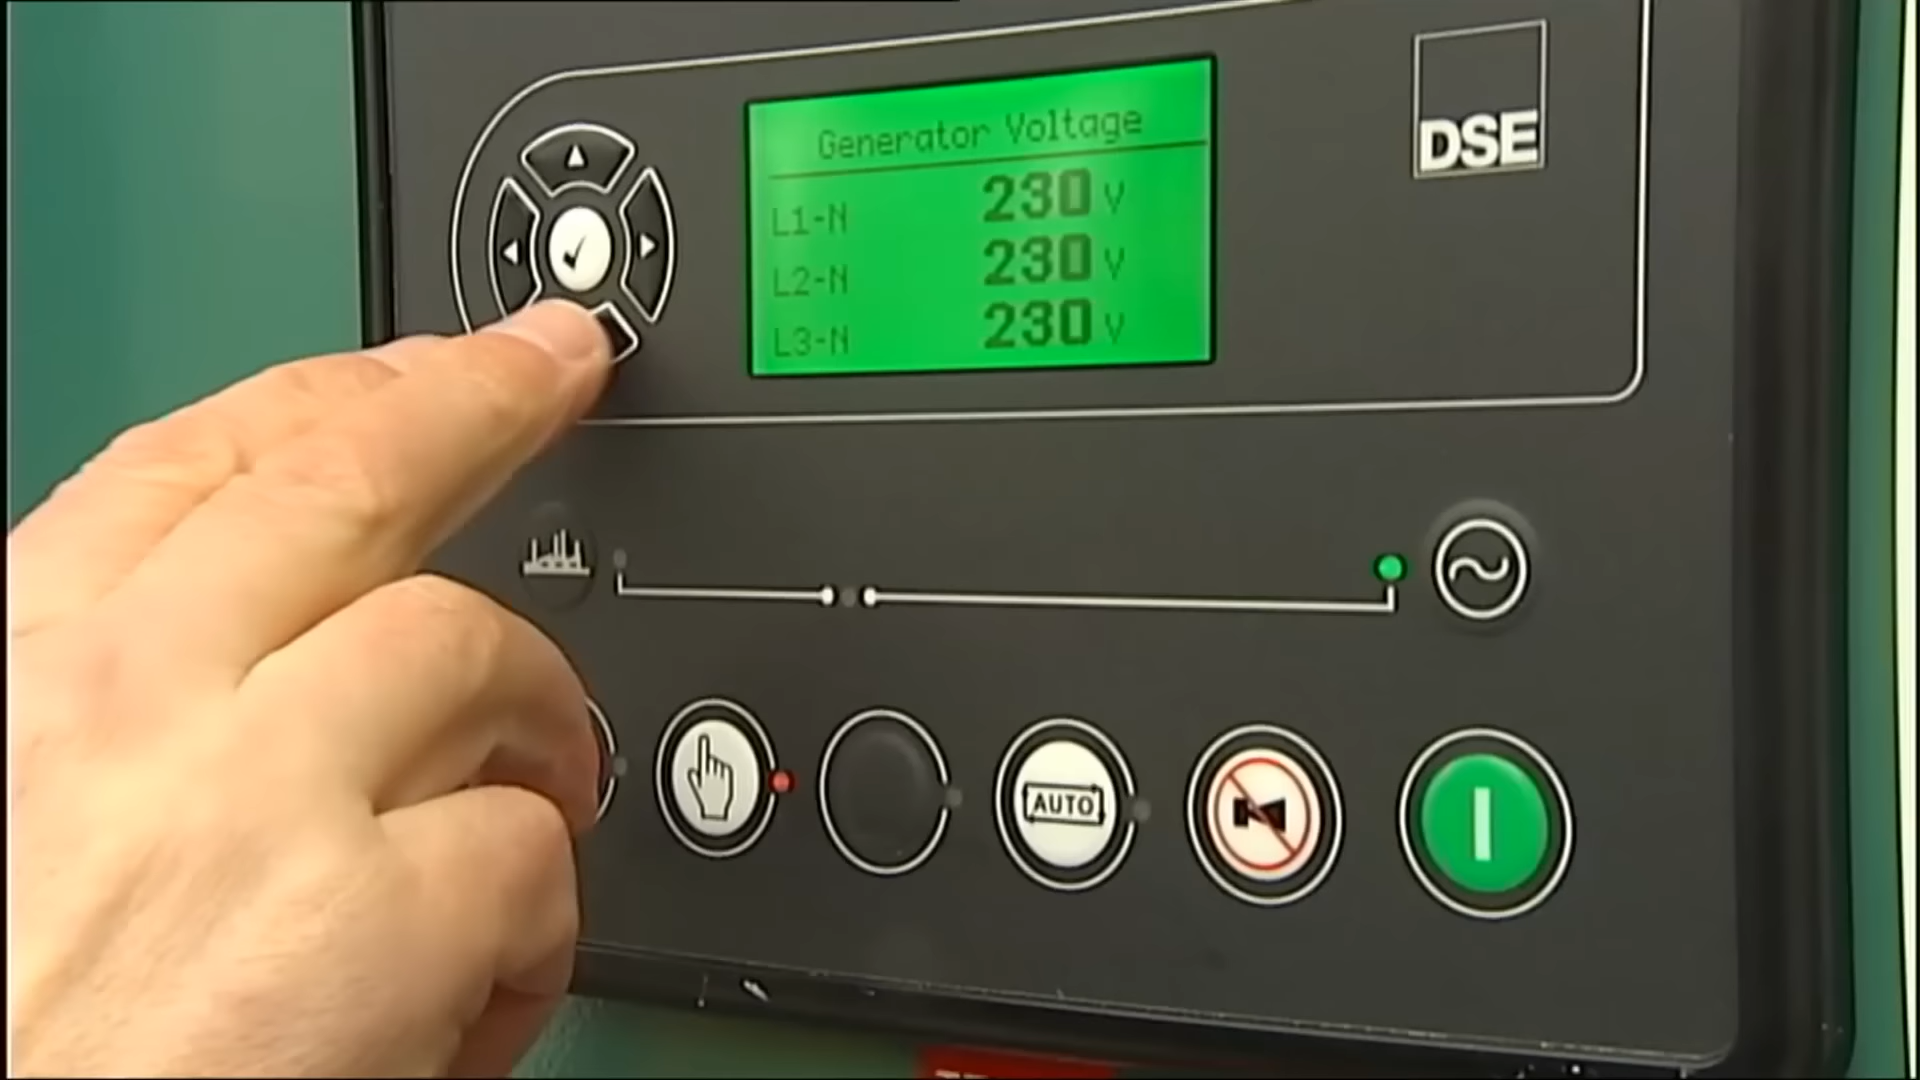 Generator Voltage
L1-N 230 V
L2-N 230 V
L3-N 230 V
DSE
AUTO